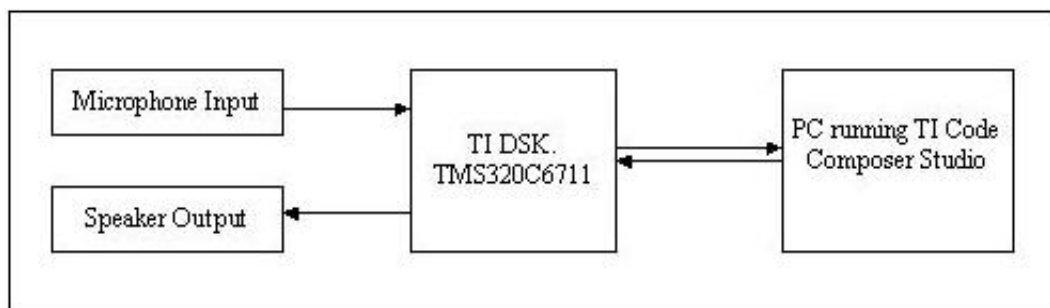 Microphone Input
Speaker Output
TI DSK.
TMS320C6711
PC running TI Code
Composer Studio